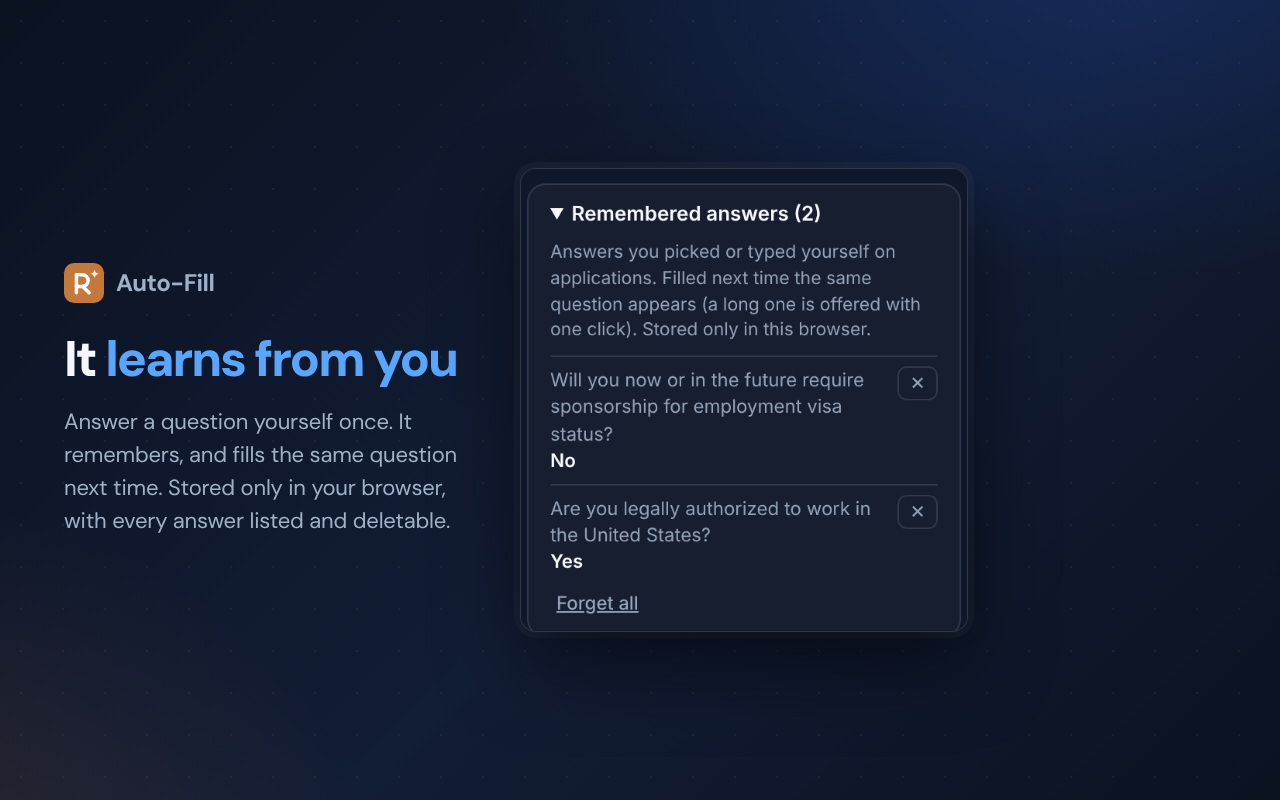 R
Auto-Fill
It learns from you
Answer a question yourself once. It
remembers, and fills the same question
next time. Stored only in your browser,
with every answer listed and deletable.
▼ Remembered answers (2)
Answers you picked or typed yourself on
applications. Filled next time the same
question appears (a long one is offered with
one click). Stored only in this browser.
Will you now or in the future require
sponsorship for employment visa
status?
No
✕
Are you legally authorized to work in
the United States?
Yes
✕
Forget all